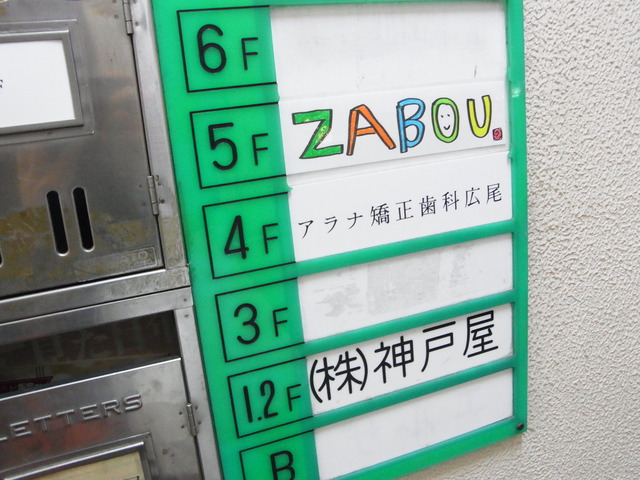 6F
5F ZABOU
4F アラナ矯正歯科広尾
3F
1.2F (株)神戸屋
B
LETTERS
F